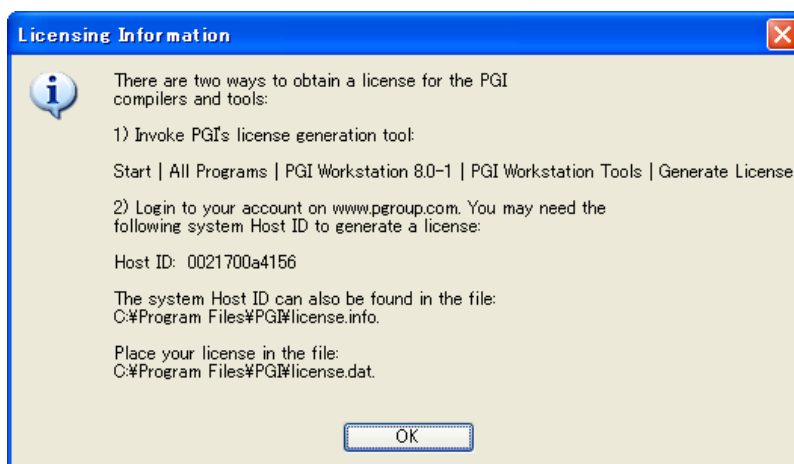 Licensing Information
There are two ways to obtain a license for the PGI
compilers and tools:
1) Invoke PGI's license generation tool:
Start | All Programs | PGI Workstation 8.0-1 | PGI Workstation Tools | Generate License
2) Login to your account on www.pgroup.com. You may need the
following system Host ID to generate a license:
Host ID: 0021700a4156
The system Host ID can also be found in the file:
C:¥Program Files¥PGI¥license.info.
Place your license in the file:
C:¥Program Files¥PGI¥license.dat.
OK